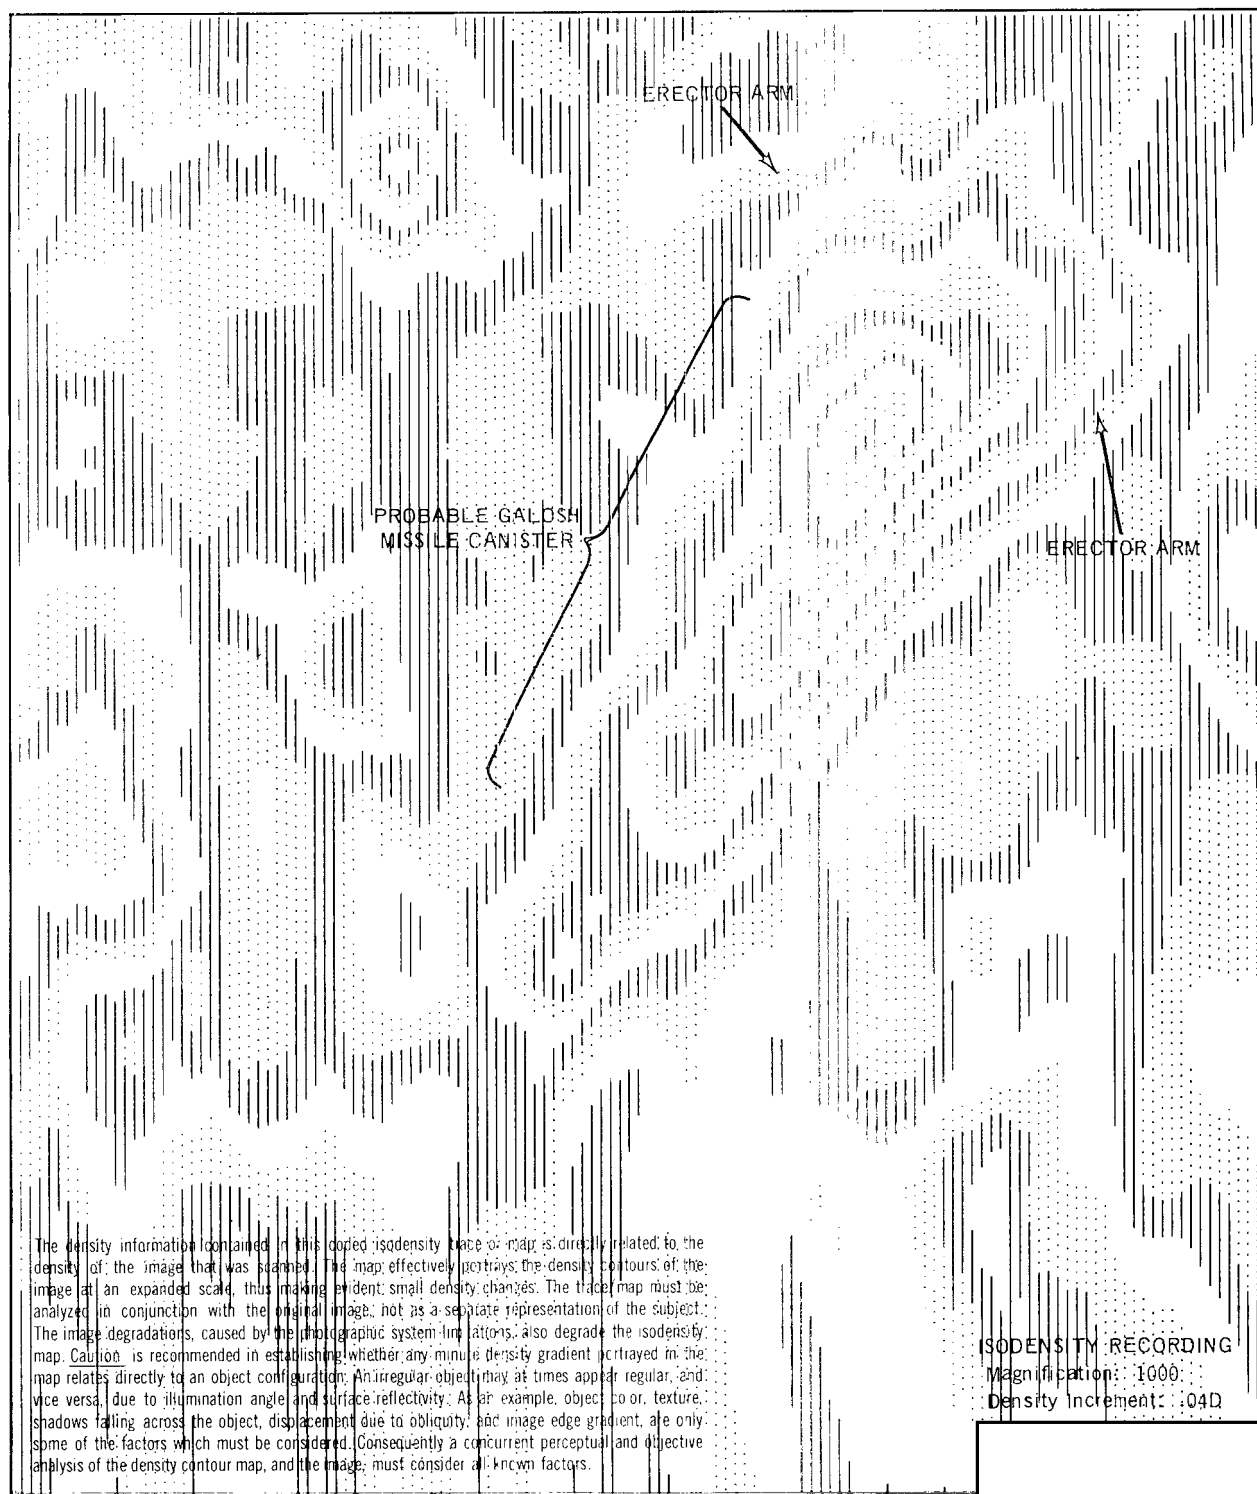 ERECTOR ARM
PROBABLE GALOSH
MISSILE CANISTER
ERECTOR ARM
The density information contained in this coded isodensity trace or map is directly related to the
density of the image that was scanned. The map effectively portrays the density contours of the
image at an expanded scale, thus making evident small density changes. The trace/map must be
analyzed in conjunction with the original image, not as a separate representation of the subject.
The image degradations, caused by the photographic system limitations, also degrade the isodensity
map. Caution is recommended in establishing whether any minute density gradient portrayed in the
map relates directly to an object configuration. An irregular object may at times appear regular, and
vice versa, due to illumination angle and surface reflectivity. As an example, object color, texture,
shadows falling across the object, displacement due to obliquity, and image edge gradient, are only
some of the factors which must be considered. Consequently a concurrent perceptual and objective
analysis of the density contour map, and the image, must consider all known factors.
ISODENSITY RECORDING
Magnification: 1000
Density Increment: .04D